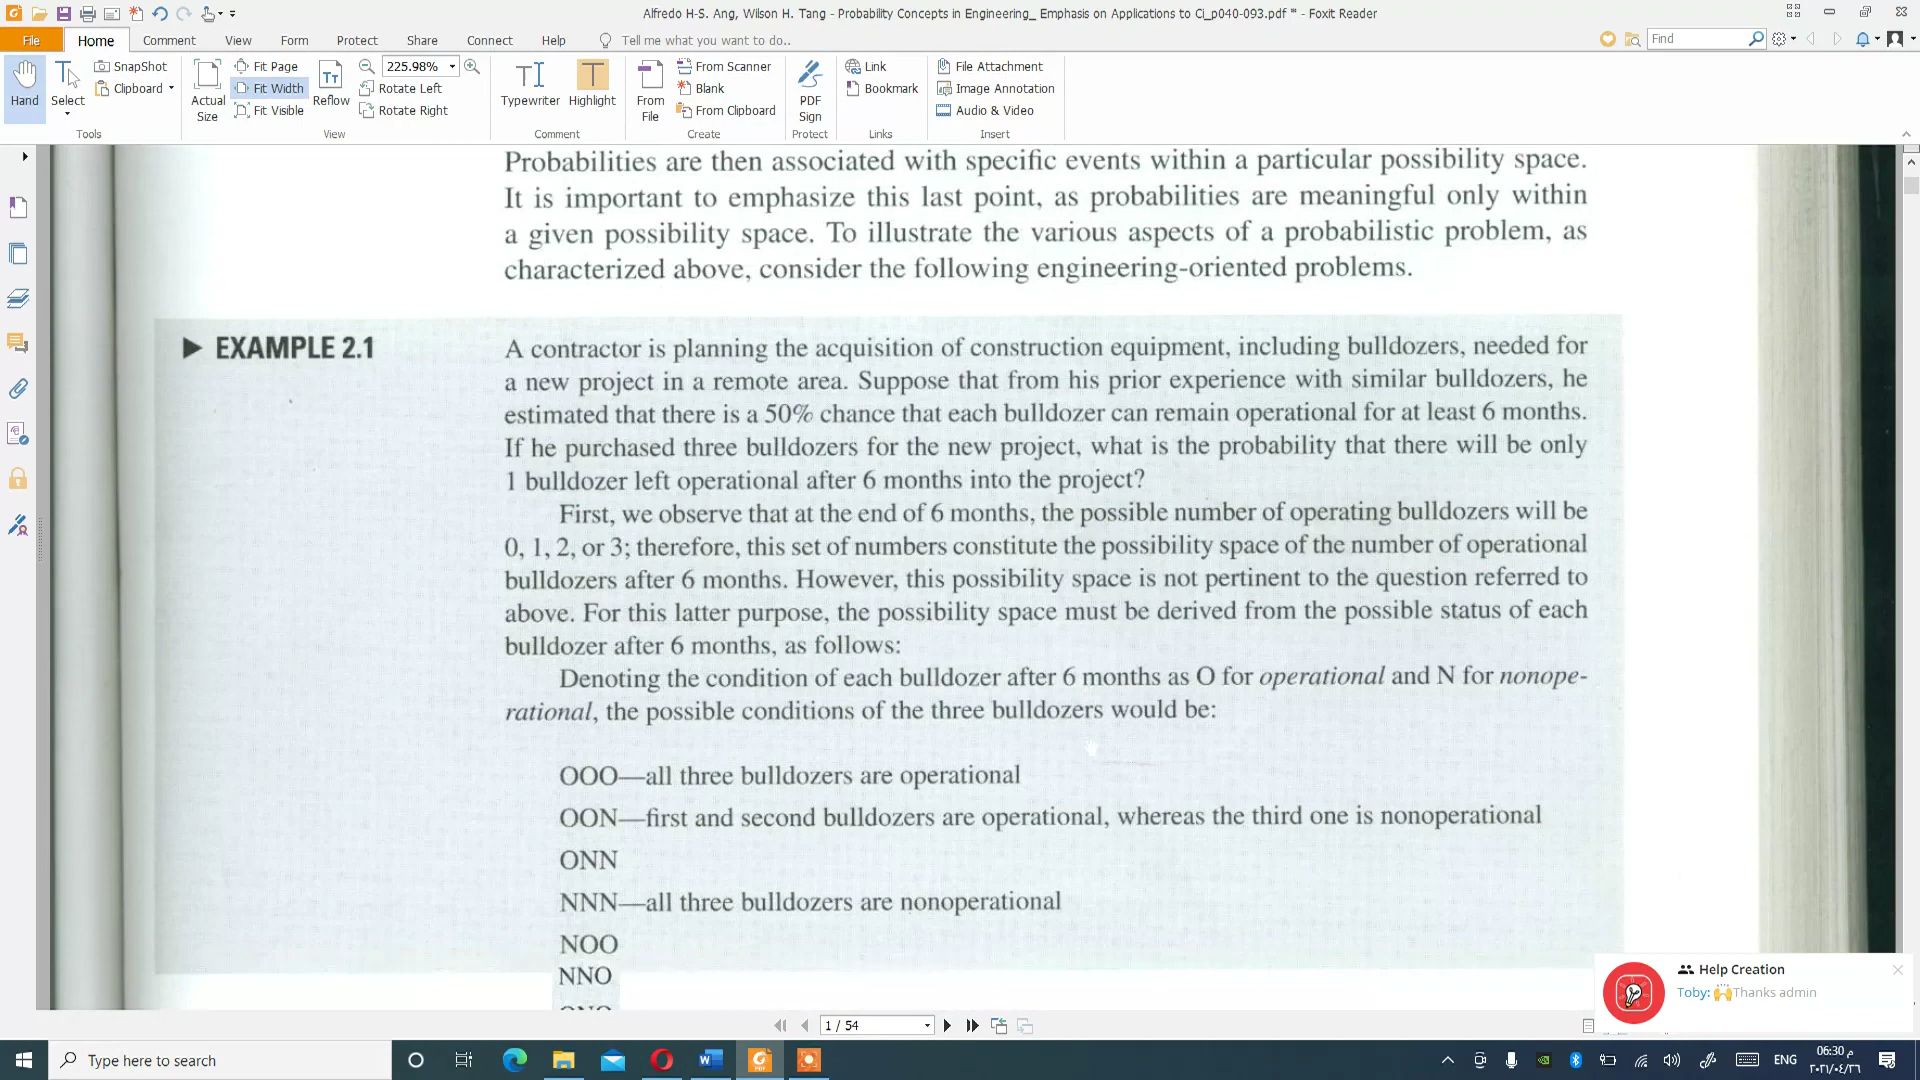 Alfredo H-S. Ang, Wilson H. Tang - Probability Concepts in Engineering_ Emphasis on Applications to Ci_p040-093.pdf * - Foxit Reader
File Home Comment View Form Protect Share Connect Help Tell me what you want to do.. Find
Hand
Select
SnapShot
Clipboard
Tools
Actual Size
Fit Page
Fit Width
Fit Visible
Reflow
225.98%
Rotate Left
Rotate Right
View
Typewriter
Highlight
Comment
From File
From Scanner
Blank
From Clipboard
Create
PDF Sign
Protect
Link
Bookmark
Links
File Attachment
Image Annotation
Audio & Video
Insert
Probabilities are then associated with specific events within a particular possibility space.
It is important to emphasize this last point, as probabilities are meaningful only within
a given possibility space. To illustrate the various aspects of a probabilistic problem, as
characterized above, consider the following engineering-oriented problems.
► EXAMPLE 2.1
A contractor is planning the acquisition of construction equipment, including bulldozers, needed for
a new project in a remote area. Suppose that from his prior experience with similar bulldozers, he
estimated that there is a 50% chance that each bulldozer can remain operational for at least 6 months.
If he purchased three bulldozers for the new project, what is the probability that there will be only
1 bulldozer left operational after 6 months into the project?
First, we observe that at the end of 6 months, the possible number of operating bulldozers will be
0, 1, 2, or 3; therefore, this set of numbers constitute the possibility space of the number of operational
bulldozers after 6 months. However, this possibility space is not pertinent to the question referred to
above. For this latter purpose, the possibility space must be derived from the possible status of each
bulldozer after 6 months, as follows:
Denoting the condition of each bulldozer after 6 months as O for operational and N for nonope-
rational, the possible conditions of the three bulldozers would be:
OOO—all three bulldozers are operational
OON—first and second bulldozers are operational, whereas the third one is nonoperational
ONN
NNN—all three bulldozers are nonoperational
NOO
NNO
Help Creation
Toby: 🙌Thanks admin
1 / 54
Type here to search
ENG
06:30 م
٢٠٢١/٠٤/٢٦